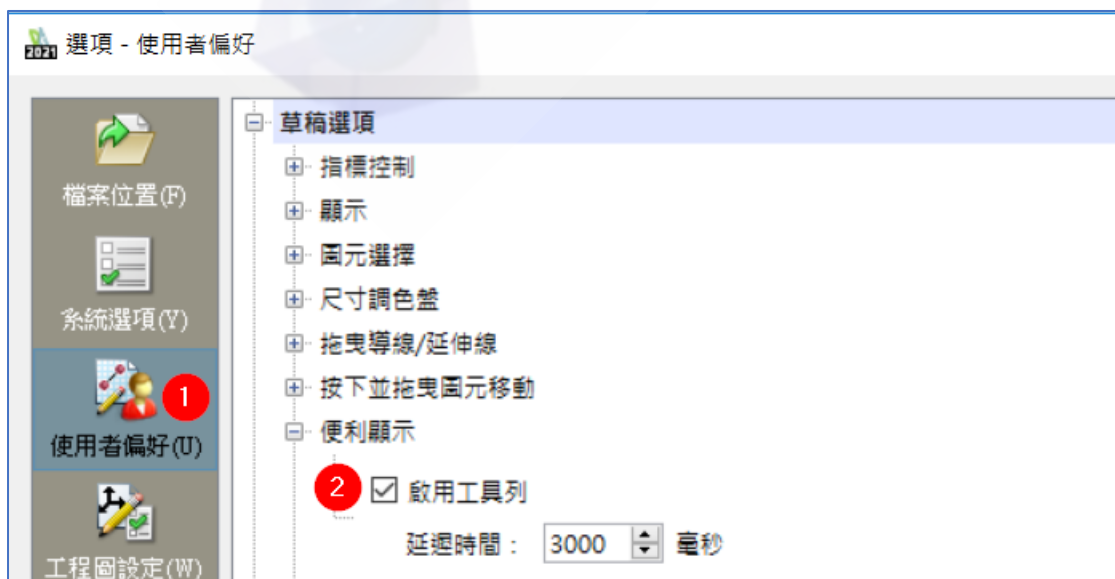 2021 選項 - 使用者偏好
檔案位置(F)
系統選項(Y)
1
使用者偏好(U)
工程圖設定(W)
草稿選項
指標控制
顯示
圖元選擇
尺寸調色盤
拖曳導線/延伸線
按下並拖曳圖元移動
便利顯示
2 啟用工具列
延遲時間： 3000 毫秒